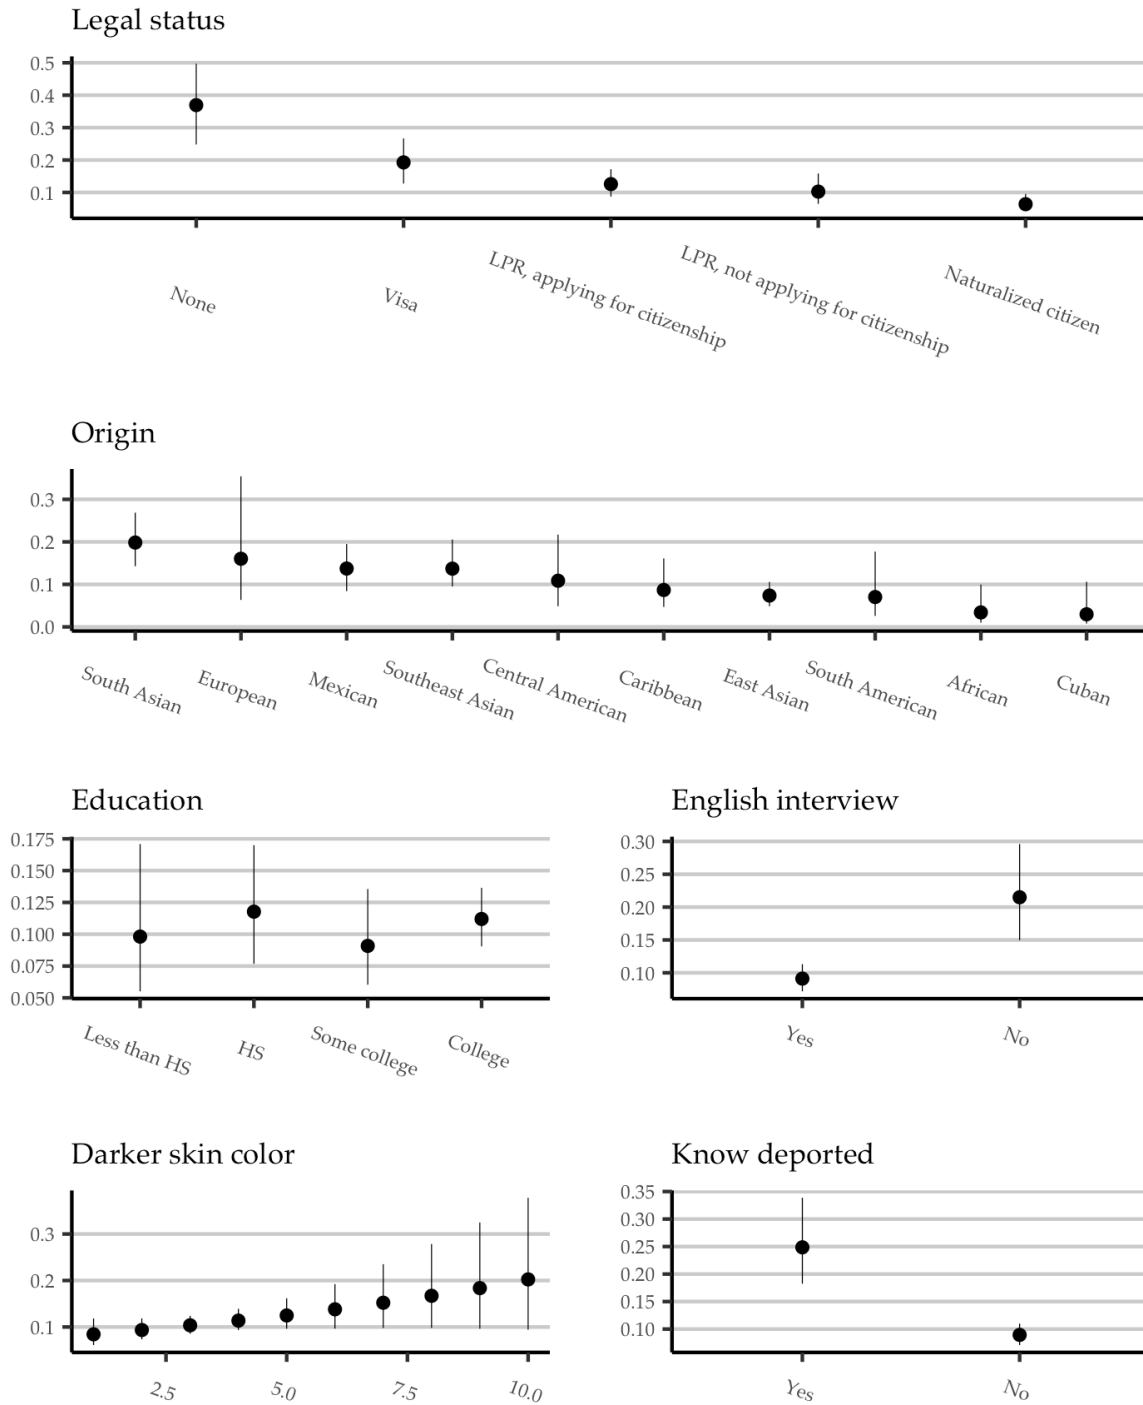 Legal status
0.5
0.4
0.3
0.2
0.1
None
Visa
LPR, applying for citizenship
LPR, not applying for citizenship
Naturalized citizen
Origin
0.3
0.2
0.1
0.0
South Asian
European
Mexican
Southeast Asian
Central American
Caribbean
East Asian
South American
African
Cuban
Education
0.175
0.150
0.125
0.100
0.075
0.050
Less than HS
HS
Some college
College
English interview
0.30
0.25
0.20
0.15
0.10
Yes
No
Darker skin color
0.3
0.2
0.1
2.5
5.0
7.5
10.0
Know deported
0.35
0.30
0.25
0.20
0.15
0.10
Yes
No